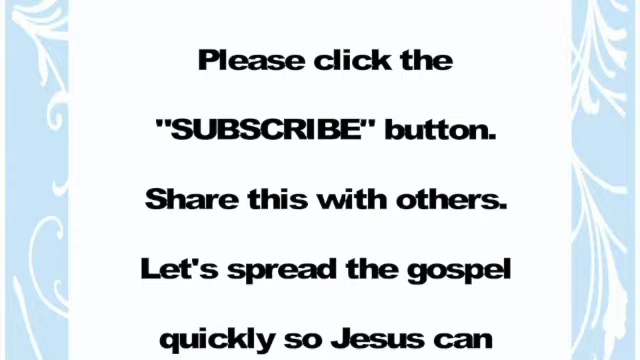 Please click the
"SUBSCRIBE" button.
Share this with others.
Let's spread the gospel
quickly so Jesus can